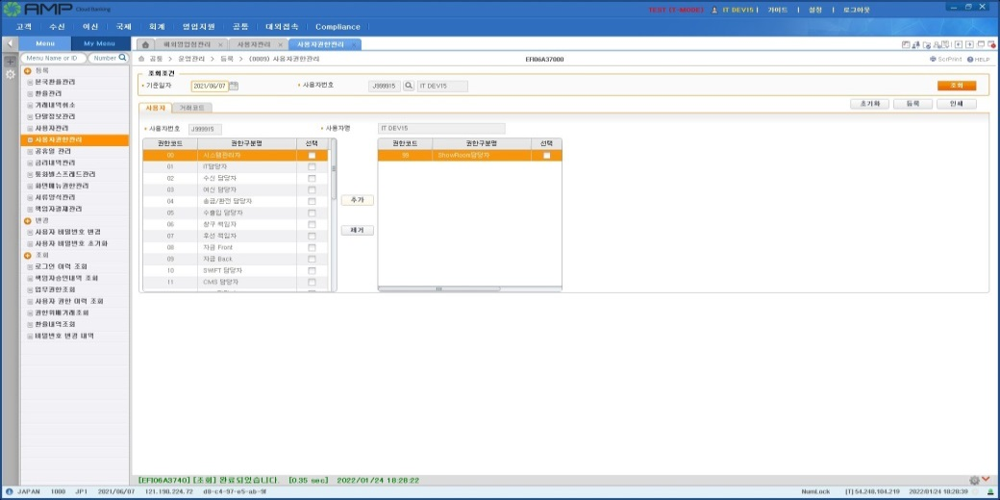 AMP Cloud Banking
TEST (T-MODE) IT DEV15 | 가이드 | 설정 | 로그아웃
고객 수신 여신 국제 회계 영업지원 공통 대외접속 Compliance
Menu My Menu
해외영업점관리 × 사용자관리 × 사용자권한관리 ×
Menu Name or ID Number
공통 > 운영관리 > 등록 > (0009) 사용자권한관리
EFI06A37000
ScrPrint HELP
등록
본국환율관리
환율관리
거래내역취소
단말정보관리
사용자관리
사용자권한관리
공휴일 관리
금리내역관리
통화별스프레드관리
화면메뉴권한관리
서류양식관리
책임자결재관리
변경
사용자 비밀번호 변경
사용자 비밀번호 초기화
조회
로그인 이력 조회
책임자승인내역 조회
업무권한조회
사용자 권한 이력 조회
권한위배거래조회
환율내역조회
비밀번호 변경 내역
조회조건
기준일자 2021/06/07 사용자번호 J999915 IT DEV15
조회
초기화 등록 인쇄
사용자 거래코드
사용자번호 J999915 사용자명 IT DEV15
권한코드 권한구분명 선택
00 시스템관리자
01 IT담당자
02 수신 담당자
03 여신 담당자
04 송금/환전 담당자
05 수출입 담당자
06 창구 책임자
07 후선 책임자
08 자금 Front
09 자금 Back
10 SWIFT 담당자
11 CMS 담당자
추가
제거
권한코드 권한구분명 선택
99 ShowRoom담당자
[EFI06A3740] [조회] 완료되었습니다. [0.35 sec] 2022/01/24 18:28:22
JAPAN 1000 JP1 2021/06/07 121.190.224.72 d8-c4-97-e5-ab-9f
NumLock [T] 54.248.104.219 2022/01/24 18:28:39